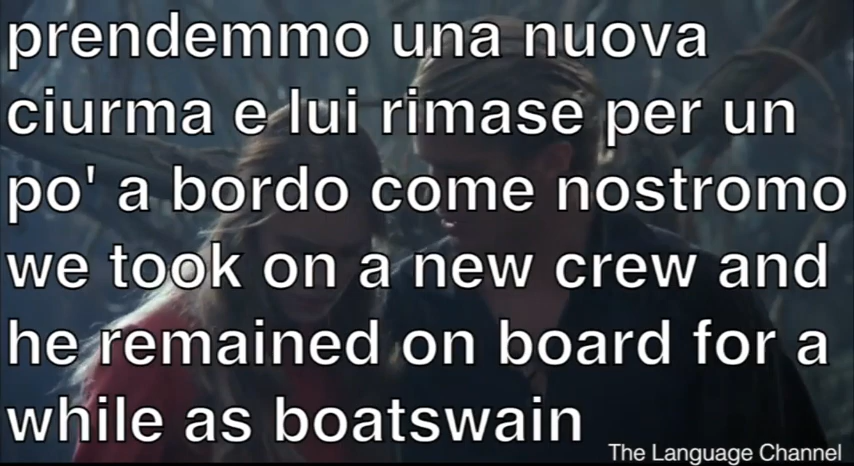 prendemmo una nuova
ciurma e lui rimase per un
po' a bordo come nostromo
we took on a new crew and
he remained on board for a
while as boatswain
The Language Channel